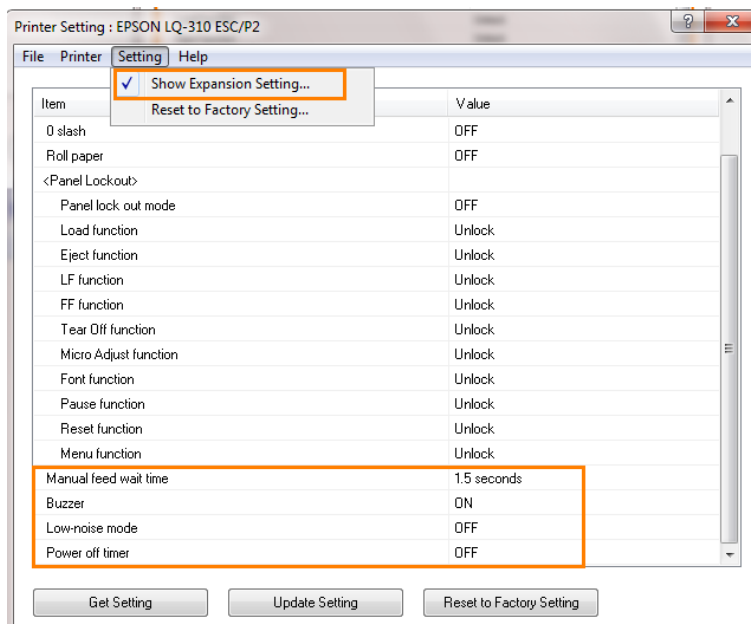 Printer Setting : EPSON LQ-310 ESC/P2
File Printer Setting Help
✓ Show Expansion Setting...
Reset to Factory Setting...
Item Value
0 slash OFF
Roll paper OFF
<Panel Lockout>
Panel lock out mode OFF
Load function Unlock
Eject function Unlock
LF function Unlock
FF function Unlock
Tear Off function Unlock
Micro Adjust function Unlock
Font function Unlock
Pause function Unlock
Reset function Unlock
Menu function Unlock
Manual feed wait time 1.5 seconds
Buzzer ON
Low-noise mode OFF
Power off timer OFF
Get Setting Update Setting Reset to Factory Setting